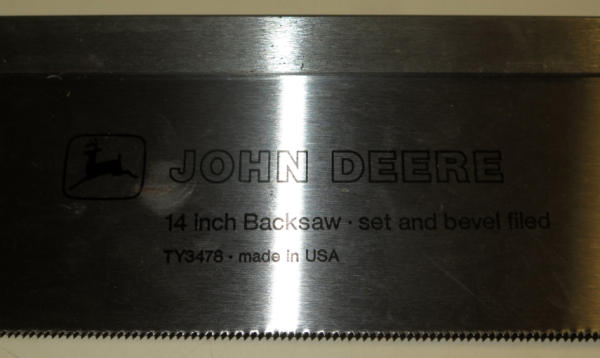 JOHN DEERE
14 inch Backsaw · set and bevel filed
TY3478 · made in USA